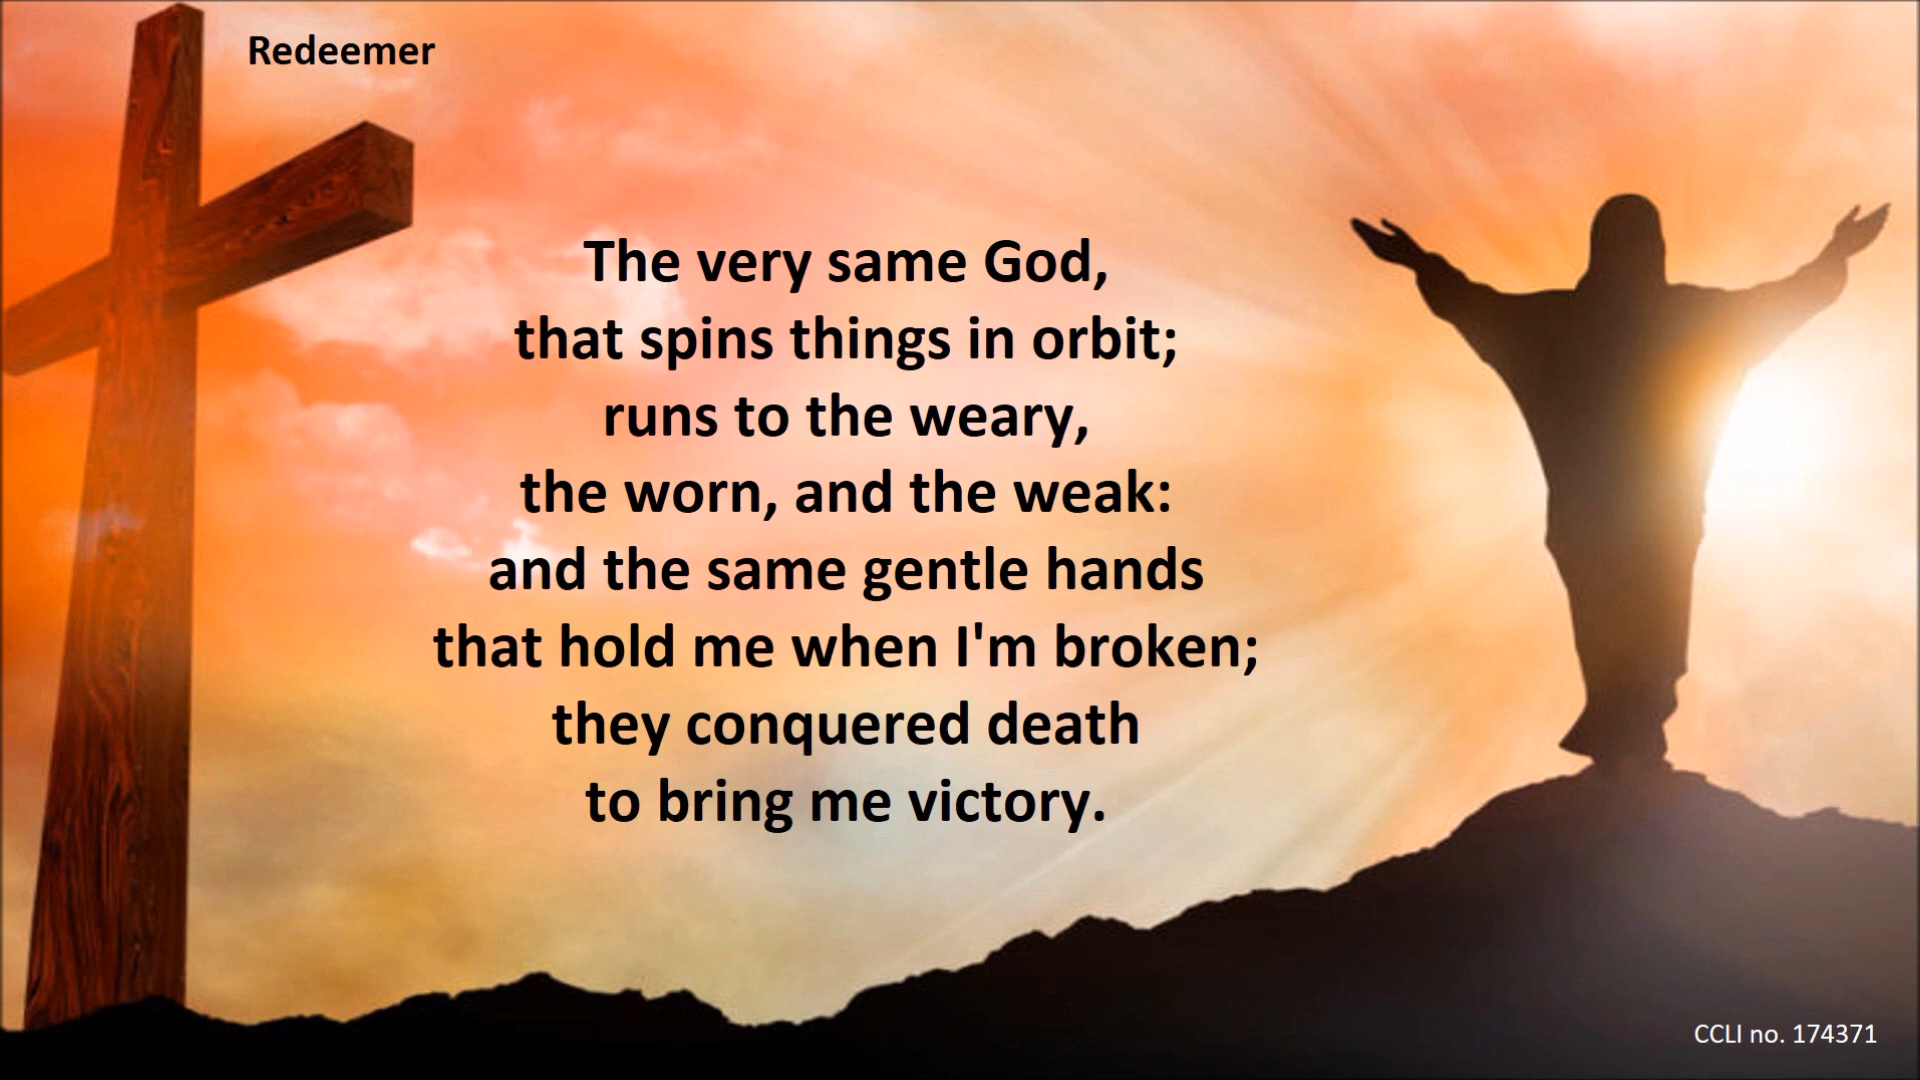 Redeemer
The very same God,
that spins things in orbit;
runs to the weary,
the worn, and the weak:
and the same gentle hands
that hold me when I'm broken;
they conquered death
to bring me victory.
CCLI no. 174371